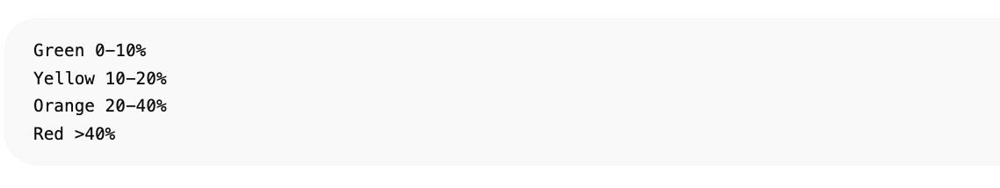 Green 0–10%
Yellow 10–20%
Orange 20–40%
Red >40%